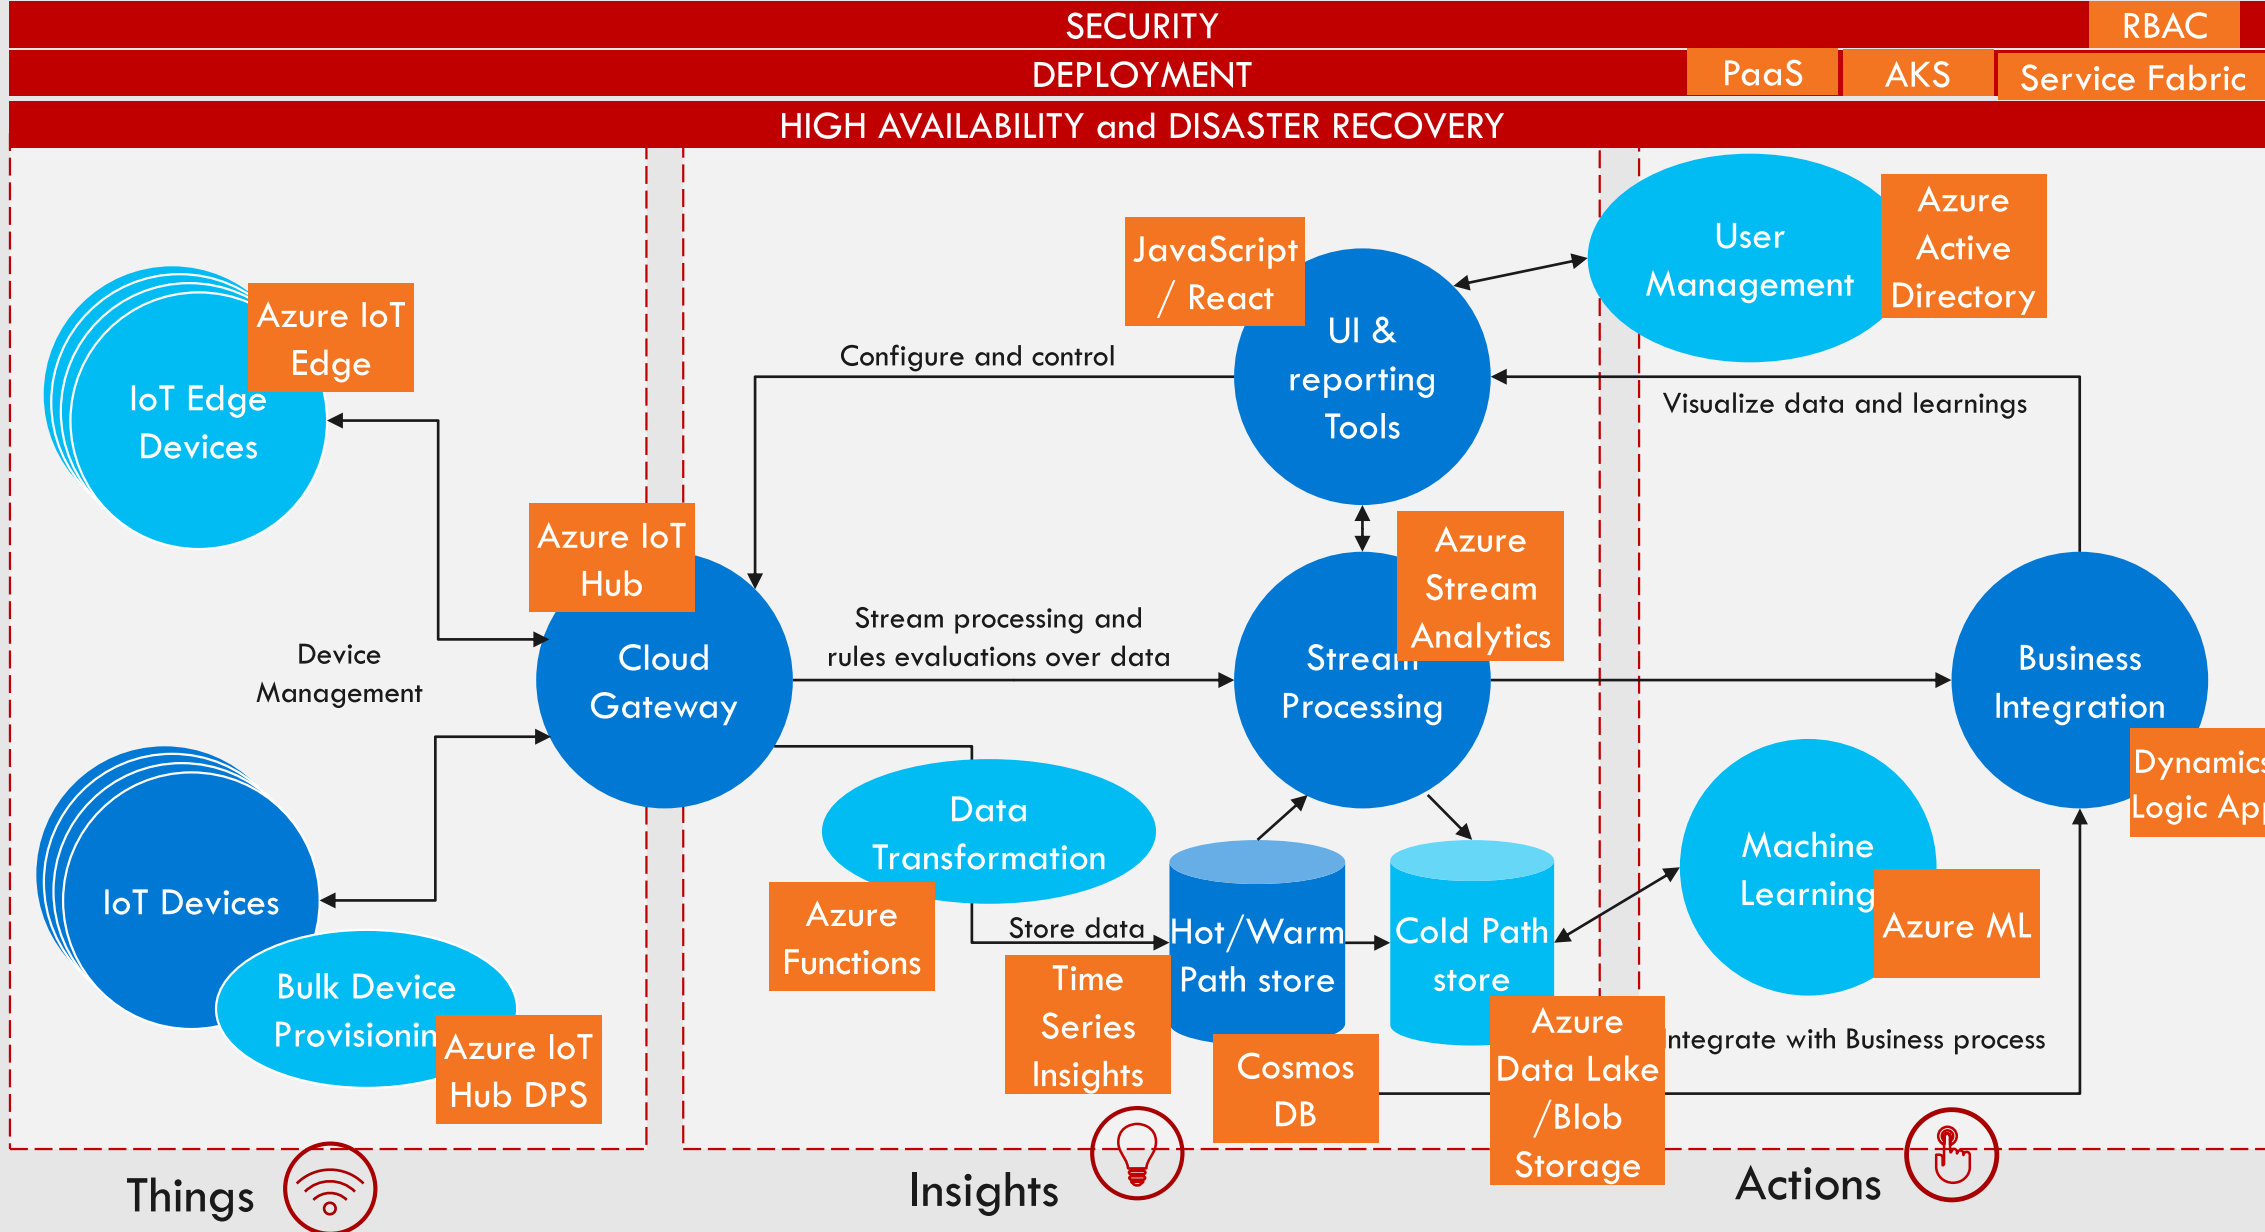 SECURITY
RBAC
DEPLOYMENT
PaaS
AKS
Service Fabric
HIGH AVAILABILITY and DISASTER RECOVERY
Azure IoT
Edge
IoT Edge
Devices
Device
Management
IoT Devices
Bulk Device
Provisionin
Azure IoT
Hub DPS
Azure IoT
Hub
Cloud
Gateway
Configure and control
Stream processing and
rules evaluations over data
JavaScript
/ React
UI &
reporting
Tools
User
Management
Azure
Active
Directory
Visualize data and learnings
Azure
Stream
Analytics
Stream
Processing
Business
Integration
Dynamics
Logic Ap
Data
Transformation
Azure
Functions
Store data
Hot/Warm
Path store
Time
Series
Insights
Cosmos
DB
Cold Path
store
Azure
Data Lake
/Blob
Storage
Machine
Learning
Azure ML
ntegrate with Business process
Things
Insights
Actions